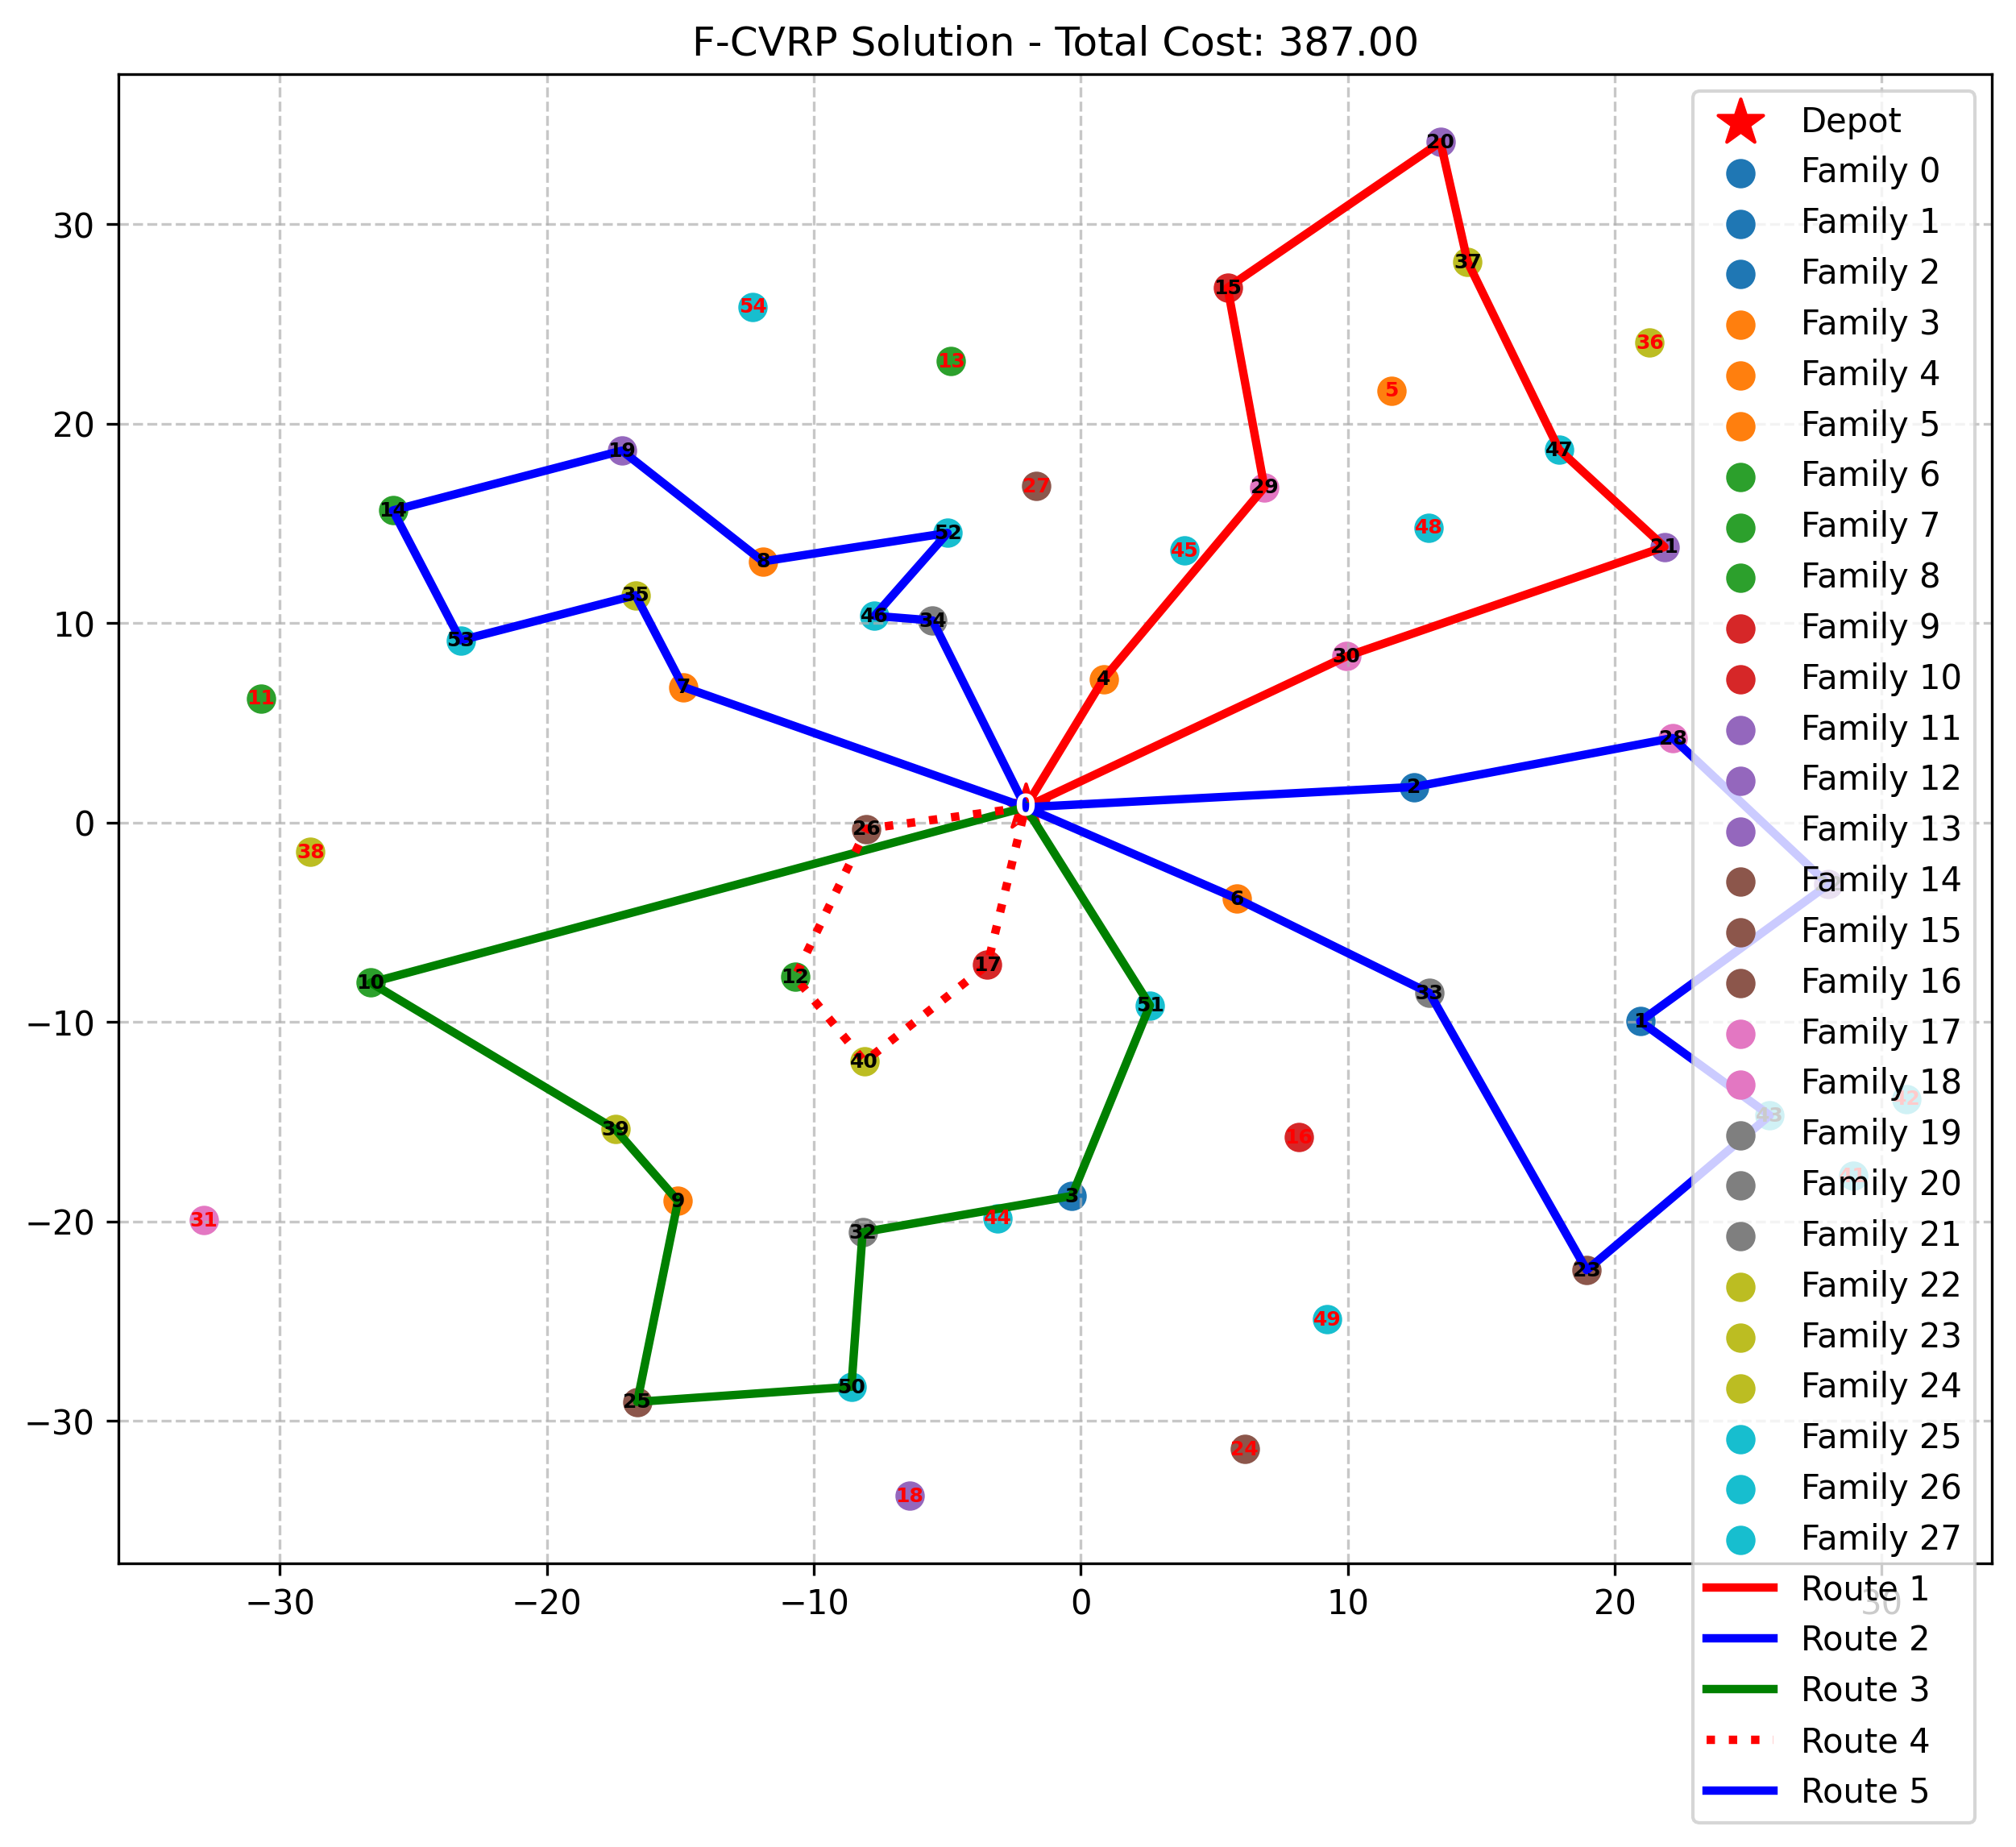 F-CVRP Solution - Total Cost: 387.00
Depot
Family 0
Family 1
Family 2
Family 3
Family 4
Family 5
Family 6
Family 7
Family 8
Family 9
Family 10
Family 11
Family 12
Family 13
Family 14
Family 15
Family 16
Family 17
Family 18
Family 19
Family 20
Family 21
Family 22
Family 23
Family 24
Family 25
Family 26
Family 27
Route 1
Route 2
Route 3
Route 4
Route 5
30
20
10
0
−10
−20
−30
−30
−20
−10
0
10
20
30
20
37
15
54
36
13
5
19
47
27
29
14
52
48
45
21
8
35
46
34
53
30
7
4
11
28
2
0
26
38
6
17
12
10
33
51
1
40
42
43
39
16
41
3
9
44
31
32
23
49
50
25
24
18